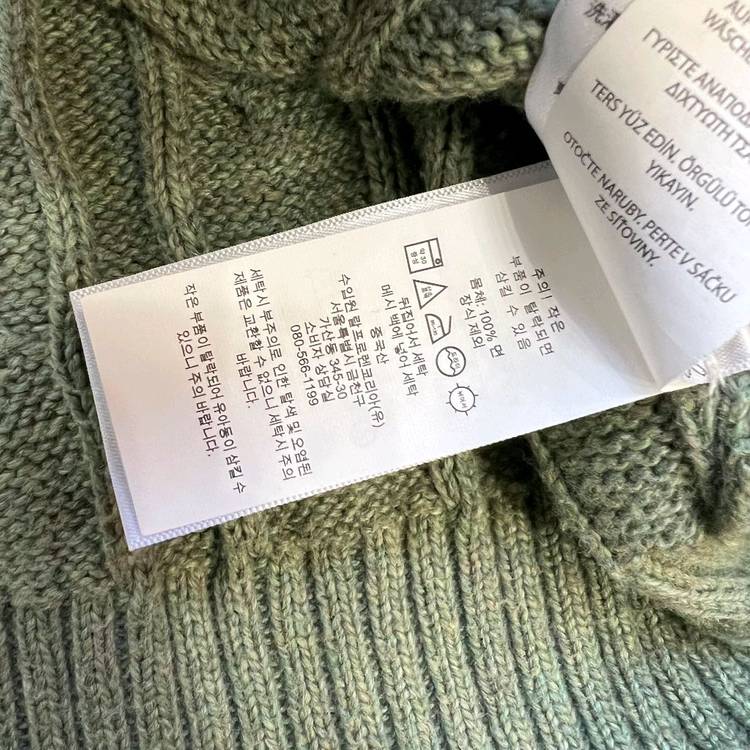 주의! 작은
부품이 탈락되면
삼킬 수 있음
몸체: 100% 면
장식 제외
약 30
중성
뒤집어서 세탁
메시 백에 넣어 세탁
중국산
수입원 랄프로렌코리아(유)
서울특별시 금천구
가산동 345-30
소비자 상담실
080-566-1199
세탁시 부주의로 인한 탈색 및 오염된
제품은 교환할 수 없으니 세탁시 주의
바랍니다.
작은 부품이 탈락되어 유아동이 삼킬 수
있으니 주의 바랍니다.
WÄSCHE
ΓΥΡΙΣΤΕ ΑΝΑΠΟΔ
ΔΙΧΤΥΩΤΗ ΤΣ
TERS YÜZ EDİN. ÖRGÜLÜ TO
YIKAYIN.
OTOČTE NARUBY. PERTE V SÁČKU
ZE SÍŤOVINY.